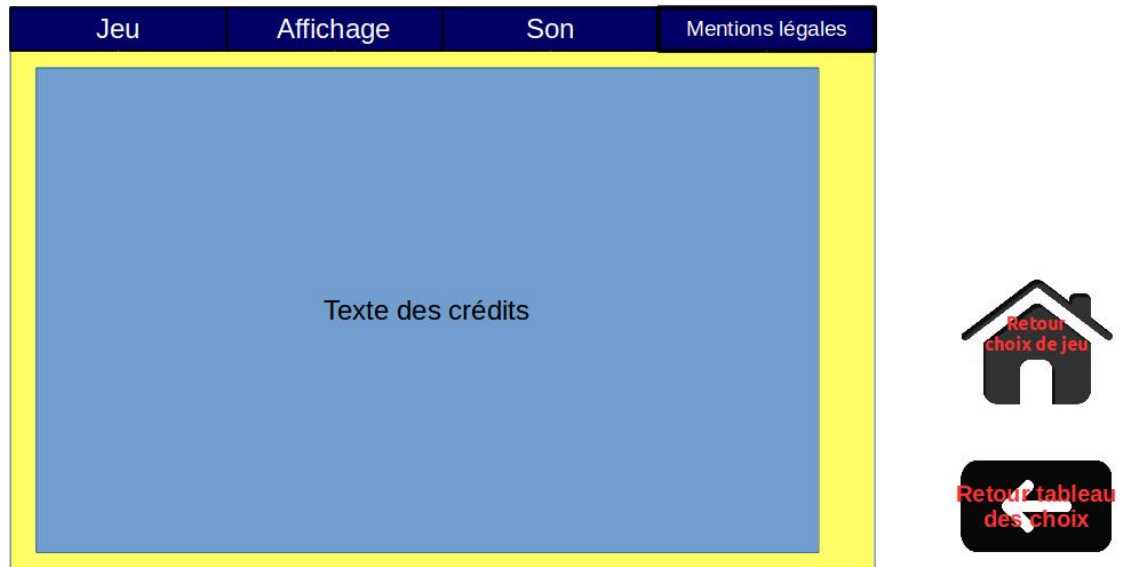 Jeu
Affichage
Son
Mentions légales
Texte des crédits
Retour
choix de jeu
Retour tableau
des choix